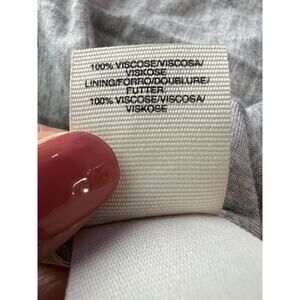 100% VISCOSE/VISCOSA/
VISKOSE
LINING/FORRO/DOUBLURE/
FUTTER
100% VISCOSE/VISCOSA/
VISKOSE